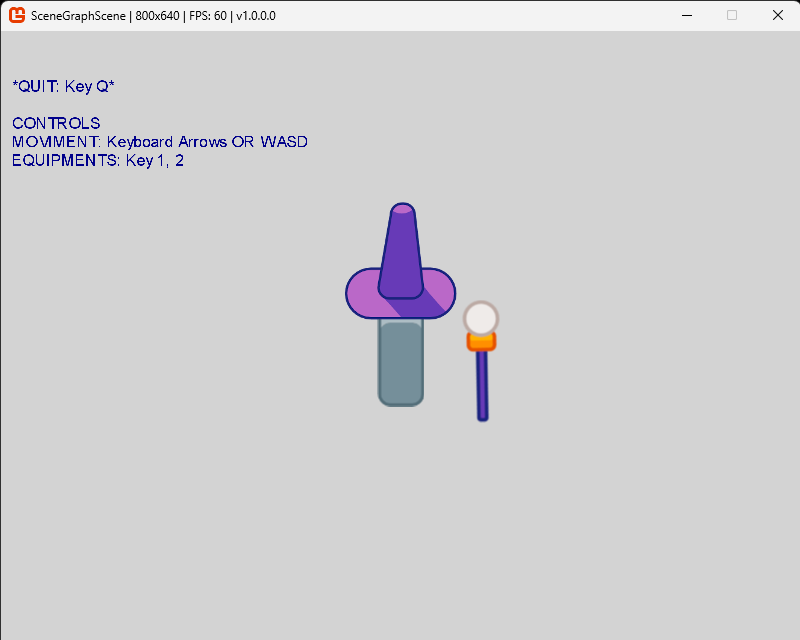 SceneGraphScene | 800x640 | FPS: 60 | v1.0.0.0
*QUIT: Key Q*
CONTROLS
MOVIMENT: Keyboard Arrows OR WASD
EQUIPMENTS: Key 1, 2